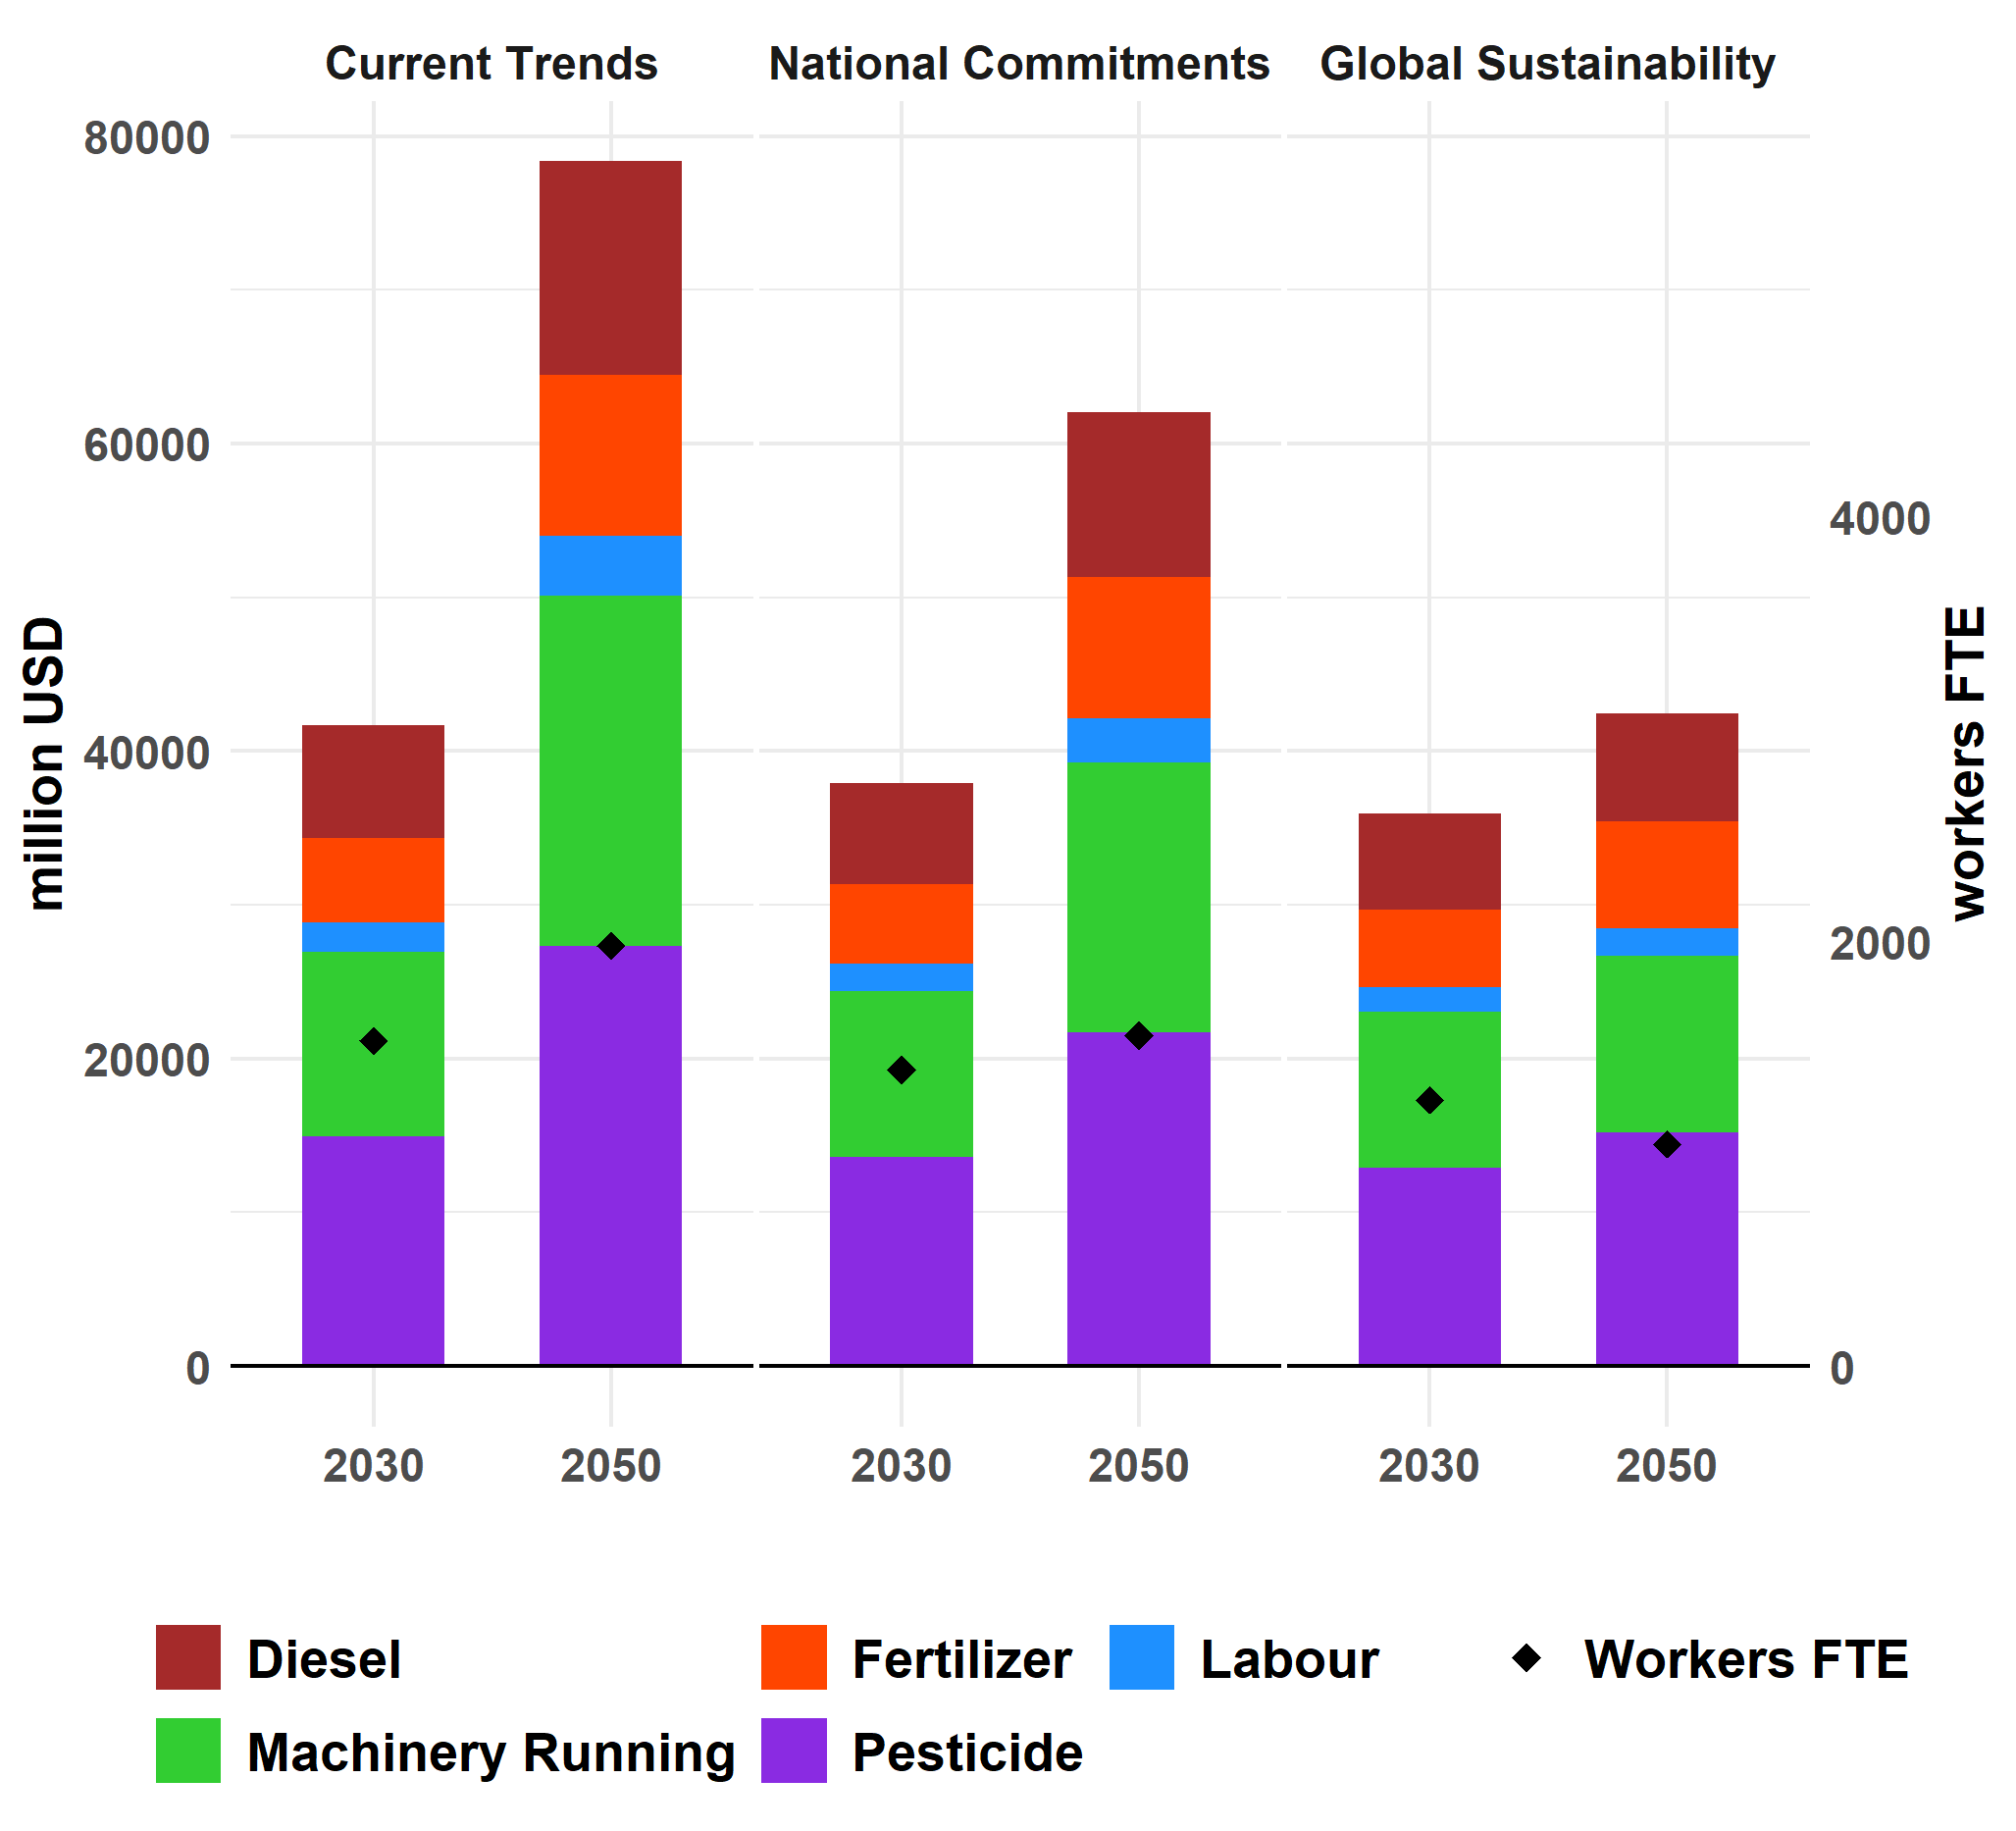 Current Trends
National Commitments
Global Sustainability
80000
60000
40000
20000
0
million USD
4000
2000
0
workers FTE
2030
2050
2030
2050
2030
2050
Diesel
Fertilizer
Labour
Workers FTE
Machinery Running
Pesticide